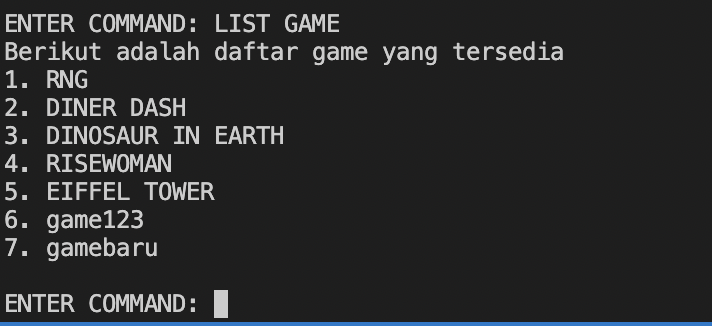 ENTER COMMAND: LIST GAME
Berikut adalah daftar game yang tersedia
1. RNG
2. DINER DASH
3. DINOSAUR IN EARTH
4. RISEWOMAN
5. EIFFEL TOWER
6. game123
7. gamebaru
ENTER COMMAND: